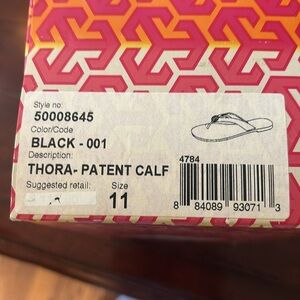 Style no:
50008645
Color/Code
BLACK - 001
Description:
THORA- PATENT CALF
Suggested retail: Size
11
4784
8 84089 93071 3